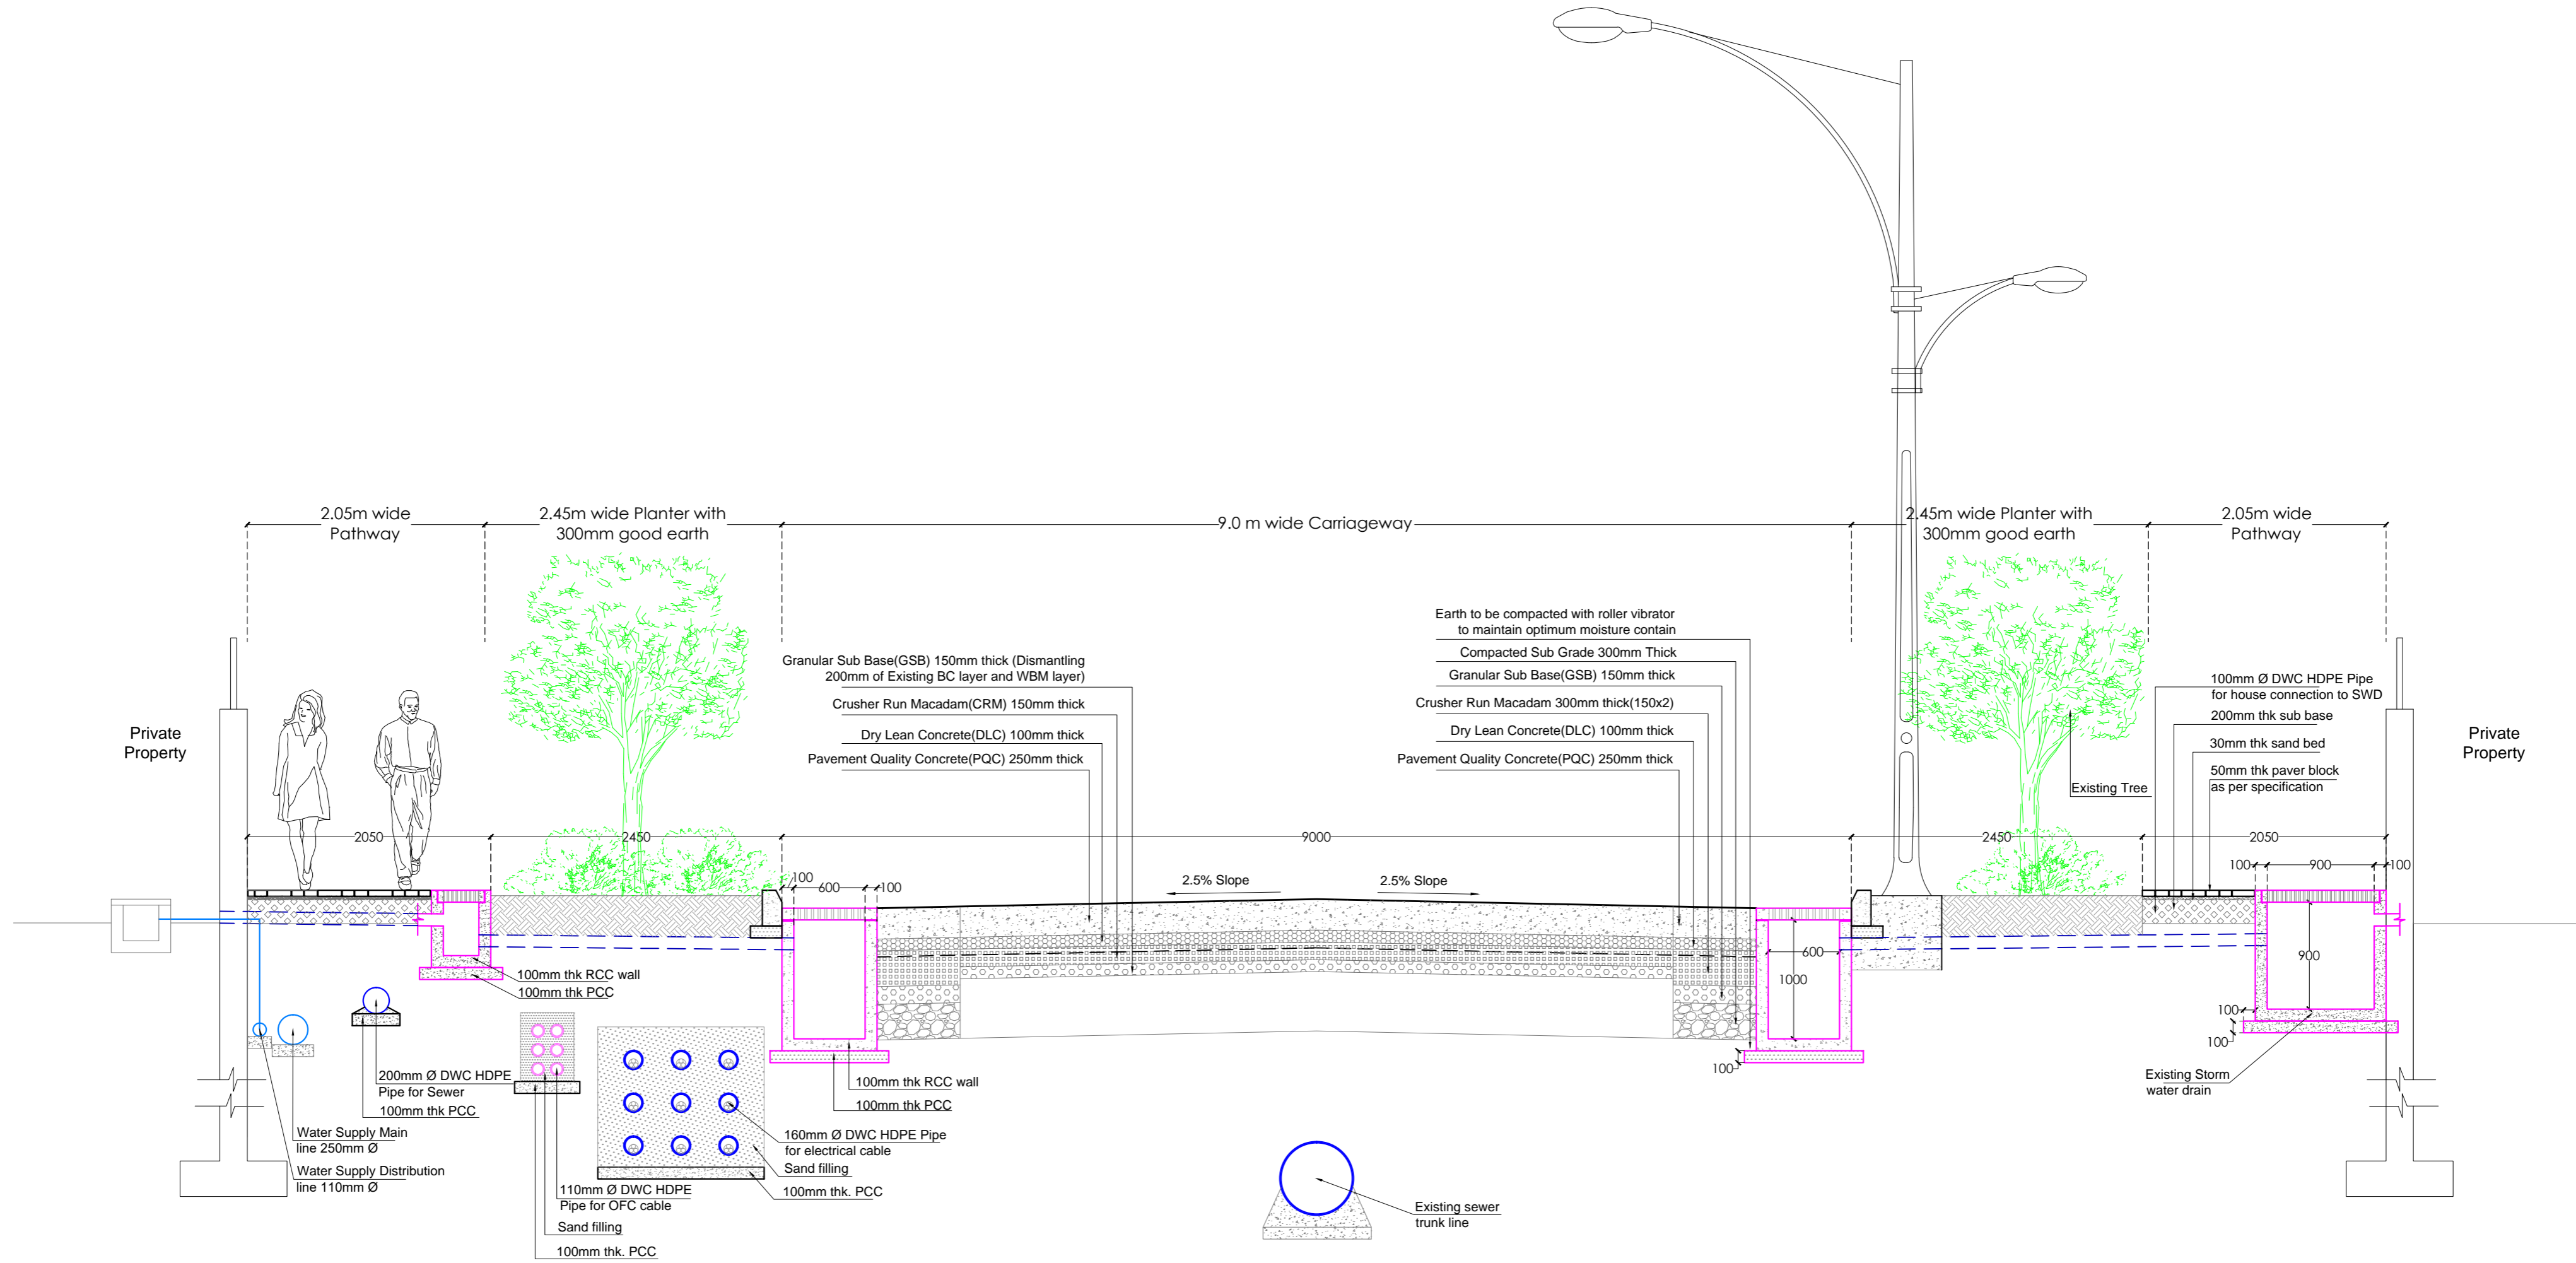 2.05m wide
Pathway
2.45m wide Planter with
300mm good earth
9.0 m wide Carriageway
2.45m wide Planter with
300mm good earth
2.05m wide
Pathway
Private
Property
Granular Sub Base(GSB) 150mm thick (Dismantling
200mm of Existing BC layer and WBM layer)
Crusher Run Macadam(CRM) 150mm thick
Dry Lean Concrete(DLC) 100mm thick
Pavement Quality Concrete(PQC) 250mm thick
Earth to be compacted with roller vibrator
to maintain optimum moisture contain
Compacted Sub Grade 300mm Thick
Granular Sub Base(GSB) 150mm thick
Crusher Run Macadam 300mm thick(150x2)
Dry Lean Concrete(DLC) 100mm thick
Pavement Quality Concrete(PQC) 250mm thick
Existing Tree
100mm Ø DWC HDPE Pipe
for house connection to SWD
200mm thk sub base
30mm thk sand bed
50mm thk paver block
as per specification
Private
Property
2050
2450
9000
2450
2050
100
600
100
2.5% Slope
2.5% Slope
100
900
100
600
1000
100
900
100
100
100mm thk RCC wall
100mm thk PCC
200mm Ø DWC HDPE
Pipe for Sewer
100mm thk PCC
Water Supply Main
line 250mm Ø
Water Supply Distribution
line 110mm Ø
110mm Ø DWC HDPE
Pipe for OFC cable
Sand filling
100mm thk. PCC
100mm thk RCC wall
100mm thk PCC
160mm Ø DWC HDPE Pipe
for electrical cable
Sand filling
100mm thk. PCC
Existing sewer
trunk line
Existing Storm
water drain